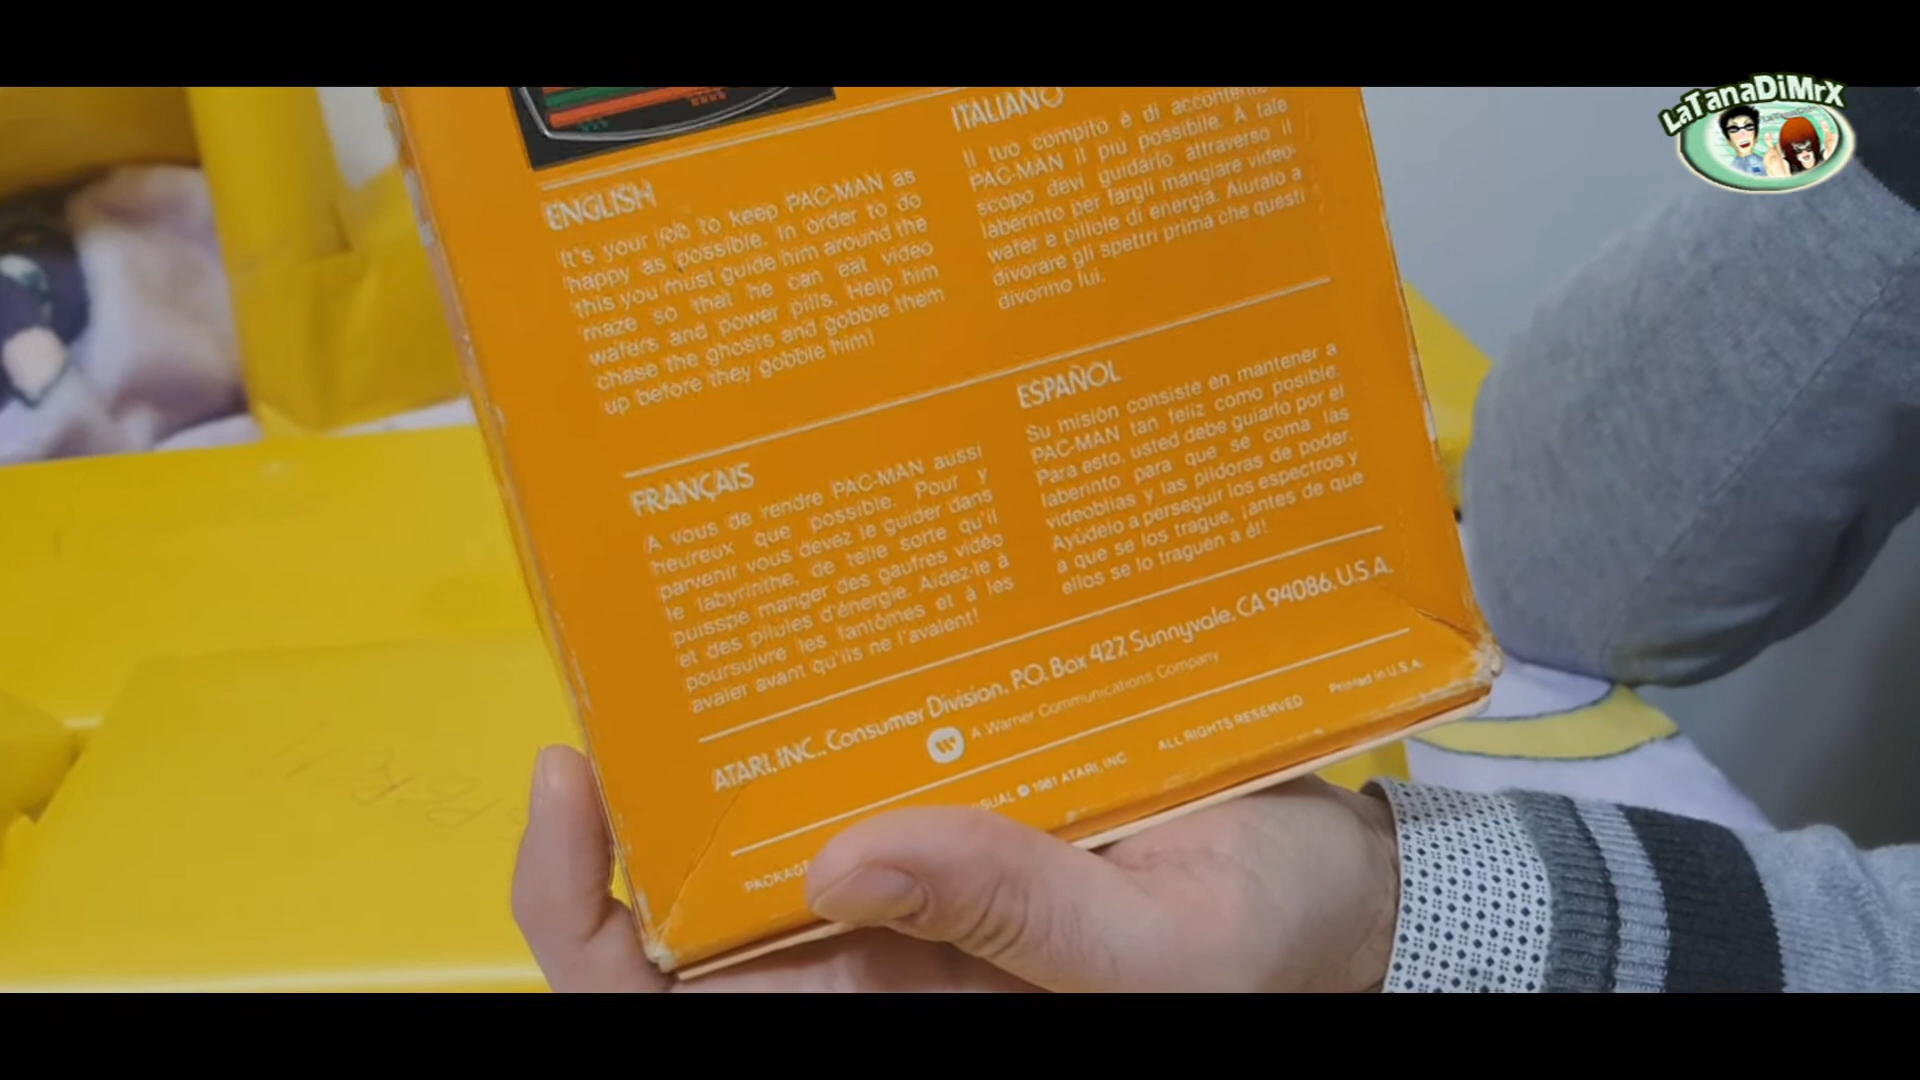 LaTanaDiMrX
ENGLISH
It's your job to keep PAC-MAN as
happy as possible. In order to do
this you must guide him around the
maze so that he can eat video
wafers and power pills. Help him
chase the ghosts and gobble them
up before they gobble him!
ITALIANO
Il tuo compito è di
PAC-MAN il più possibile. A tale
scopo devi guidarlo attraverso il
laberinto per fargli mangiare video-
wafer e pillole di energia. Aiutalo a
divorare gli spettri prima che questi
divorino lui.
FRANÇAIS
A vous de rendre PAC-MAN aussi
heureux que possible. Pour y
parvenir vous devez le guider dans
le labyrinthe, de telle sorte qu'il
puisspe manger des gaufres vidéo
et des pilules d'énergie. Aidez-le à
poursuivre les fantômes et à les
avaler avant qu'ils ne l'avalent!
ESPAÑOL
Su misión consiste en mantener a
PAC-MAN tan feliz como posible.
Para esto, usted debe guiarlo por el
laberinto para que se coma las
videoblias y las píldoras de poder.
Ayúdelo a perseguir los espectros y
a que se los trague, ¡antes de que
ellos se lo traguen a él!
ATARI, INC., Consumer Division, P.O. Box 427, Sunnyvale, CA 94086, U.S.A.
A Warner Communications Company
© 1981 ATARI, INC. ALL RIGHTS RESERVED Printed in U.S.A.